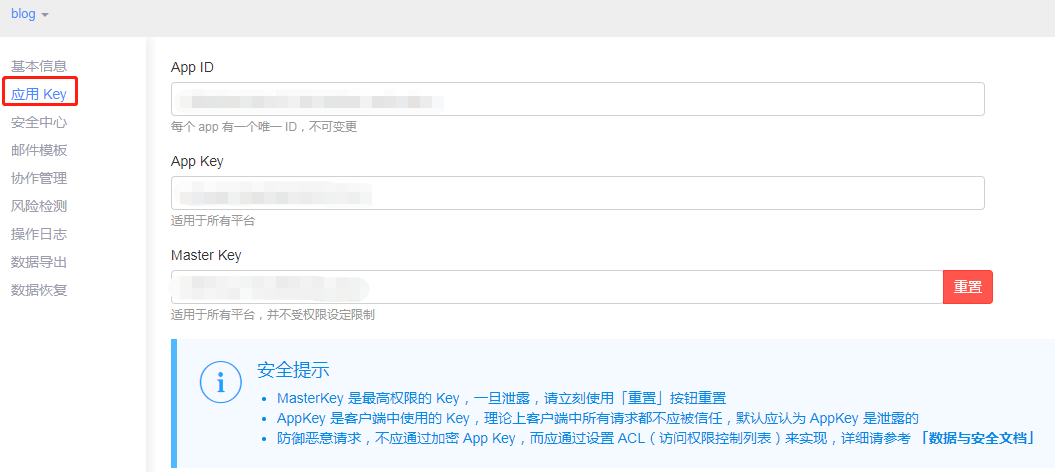 blog
基本信息
应用 Key
安全中心
邮件模板
协作管理
风险检测
操作日志
数据导出
数据恢复
App ID
每个 app 有一个唯一 ID，不可变更
App Key
适用于所有平台
Master Key
重置
适用于所有平台，并不受权限设定限制
安全提示
MasterKey 是最高权限的 Key，一旦泄露，请立刻使用「重置」按钮重置
AppKey 是客户端中使用的 Key，理论上客户端中所有请求都不应被信任，默认应认为 AppKey 是泄露的
防御恶意请求，不应通过加密 App Key，而应通过设置 ACL（访问权限控制列表）来实现，详细请参考 「数据与安全文档」